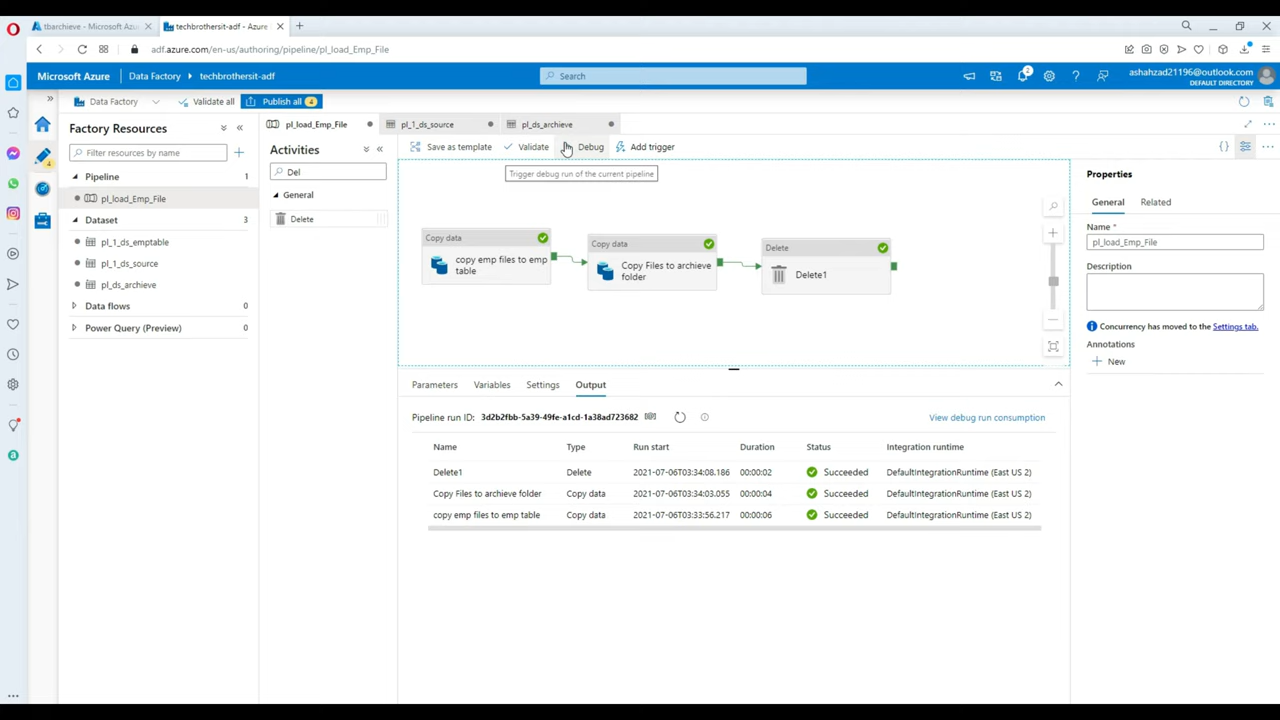 tbarchieve - Microsoft Azu
techbrothersit-adf - Azure
adf.azure.com/en-us/authoring/pipeline/pl_load_Emp_File
Microsoft Azure
Data Factory
techbrothersit-adf
Search
2
ashahzad21196@outlook.com
DEFAULT DIRECTORY
Data Factory
Validate all
Publish all
4
4
Factory Resources
Filter resources by name
Pipeline
1
pl_load_Emp_File
Dataset
3
pl_1_ds_emptable
pl_1_ds_source
pl_ds_archieve
Data flows
0
Power Query (Preview)
0
pl_load_Emp_File
pl_1_ds_source
pl_ds_archieve
Activities
Del
General
Delete
Save as template
Validate
Debug
Add trigger
Trigger debug run of the current pipeline
Copy data
copy emp files to emp
table
Copy data
Copy Files to archieve
folder
Delete
Delete1
Parameters
Variables
Settings
Output
Pipeline run ID: 3d2b2fbb-5a39-49fe-a1cd-1a38ad723682
View debug run consumption
Name Type Run start Duration Status Integration runtime
Delete1 Delete 2021-07-06T03:34:08.186 00:00:02 Succeeded DefaultIntegrationRuntime (East US 2)
Copy Files to archieve folder Copy data 2021-07-06T03:34:03.055 00:00:04 Succeeded DefaultIntegrationRuntime (East US 2)
copy emp files to emp table Copy data 2021-07-06T03:33:56.217 00:00:06 Succeeded DefaultIntegrationRuntime (East US 2)
Properties
General
Related
Name *
pl_load_Emp_File
Description
Concurrency has moved to the Settings tab.
Annotations
New